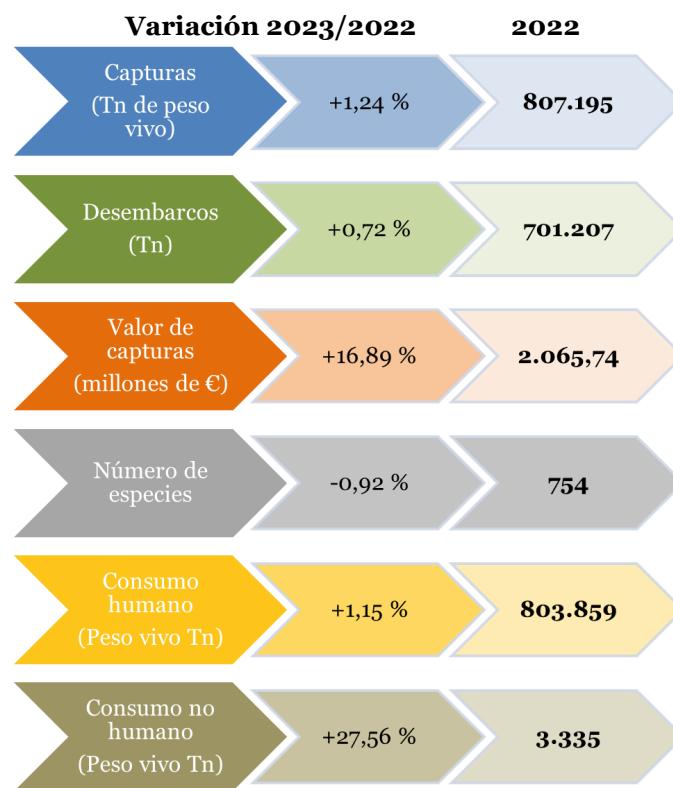 Variación 2023/2022 2022
Capturas
(Tn de peso
vivo)
+1,24 %
807.195
Desembarcos
(Tn)
+0,72 %
701.207
Valor de
capturas
(millones de €)
+16,89 %
2.065,74
Número de
especies
-0,92 %
754
Consumo
humano
(Peso vivo Tn)
+1,15 %
803.859
Consumo no
humano
(Peso vivo Tn)
+27,56 %
3.335